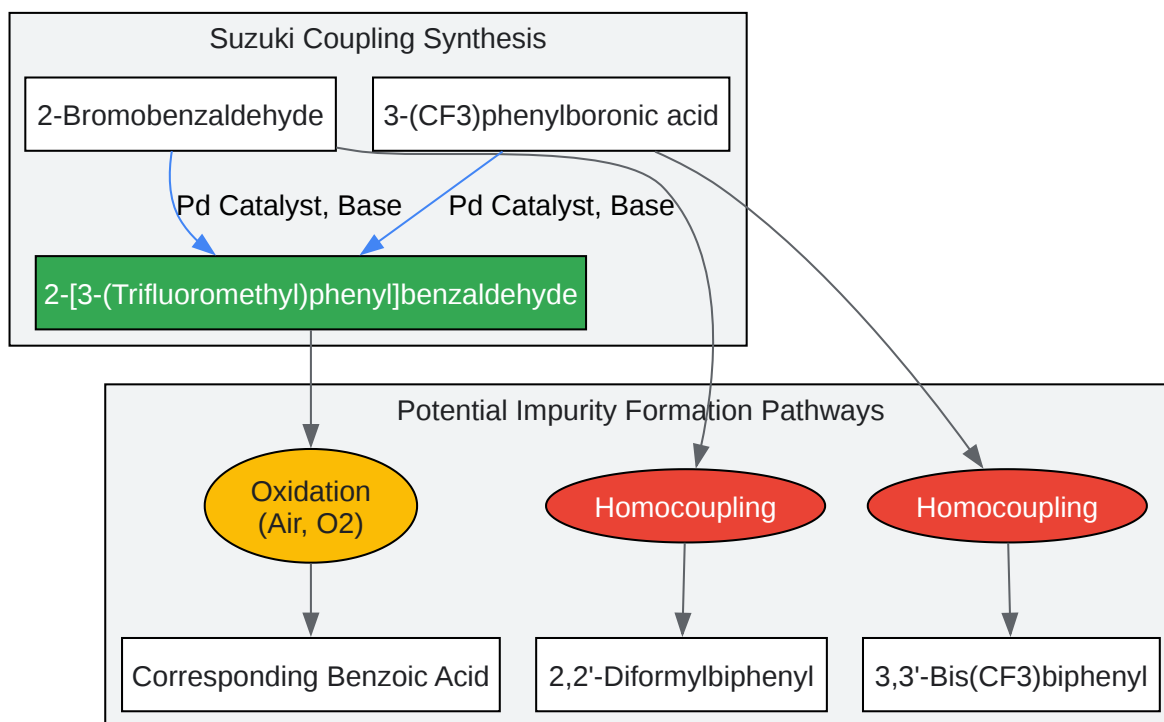 Suzuki Coupling Synthesis
2-Bromobenzaldehyde
3-(CF3)phenylboronic acid
Pd Catalyst, Base
Pd Catalyst, Base
2-[3-(Trifluoromethyl)phenyl]benzaldehyde
Potential Impurity Formation Pathways
Oxidation
(Air, O2)
Homocoupling
Homocoupling
Corresponding Benzoic Acid
2,2'-Diformylbiphenyl
3,3'-Bis(CF3)biphenyl